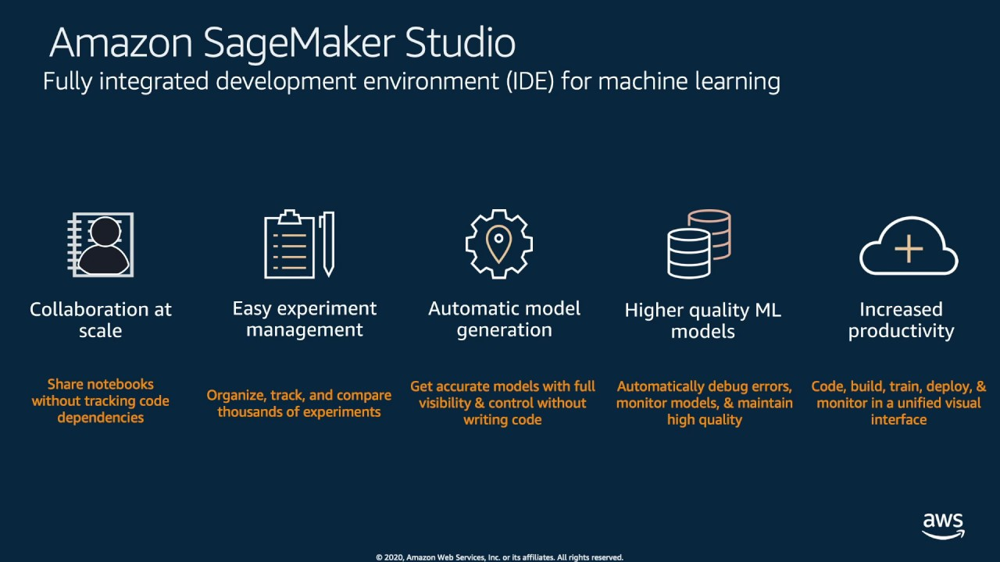 Amazon SageMaker Studio
Fully integrated development environment (IDE) for machine learning
Collaboration at
scale
Share notebooks
without tracking code
dependencies
Easy experiment
management
Organize, track, and compare
thousands of experiments
Automatic model
generation
Get accurate models with full
visibility & control without
writing code
Higher quality ML
models
Automatically debug errors,
monitor models, & maintain
high quality
Increased
productivity
Code, build, train, deploy, &
monitor in a unified visual
interface
aws
© 2020, Amazon Web Services, Inc. or its affiliates. All rights reserved.